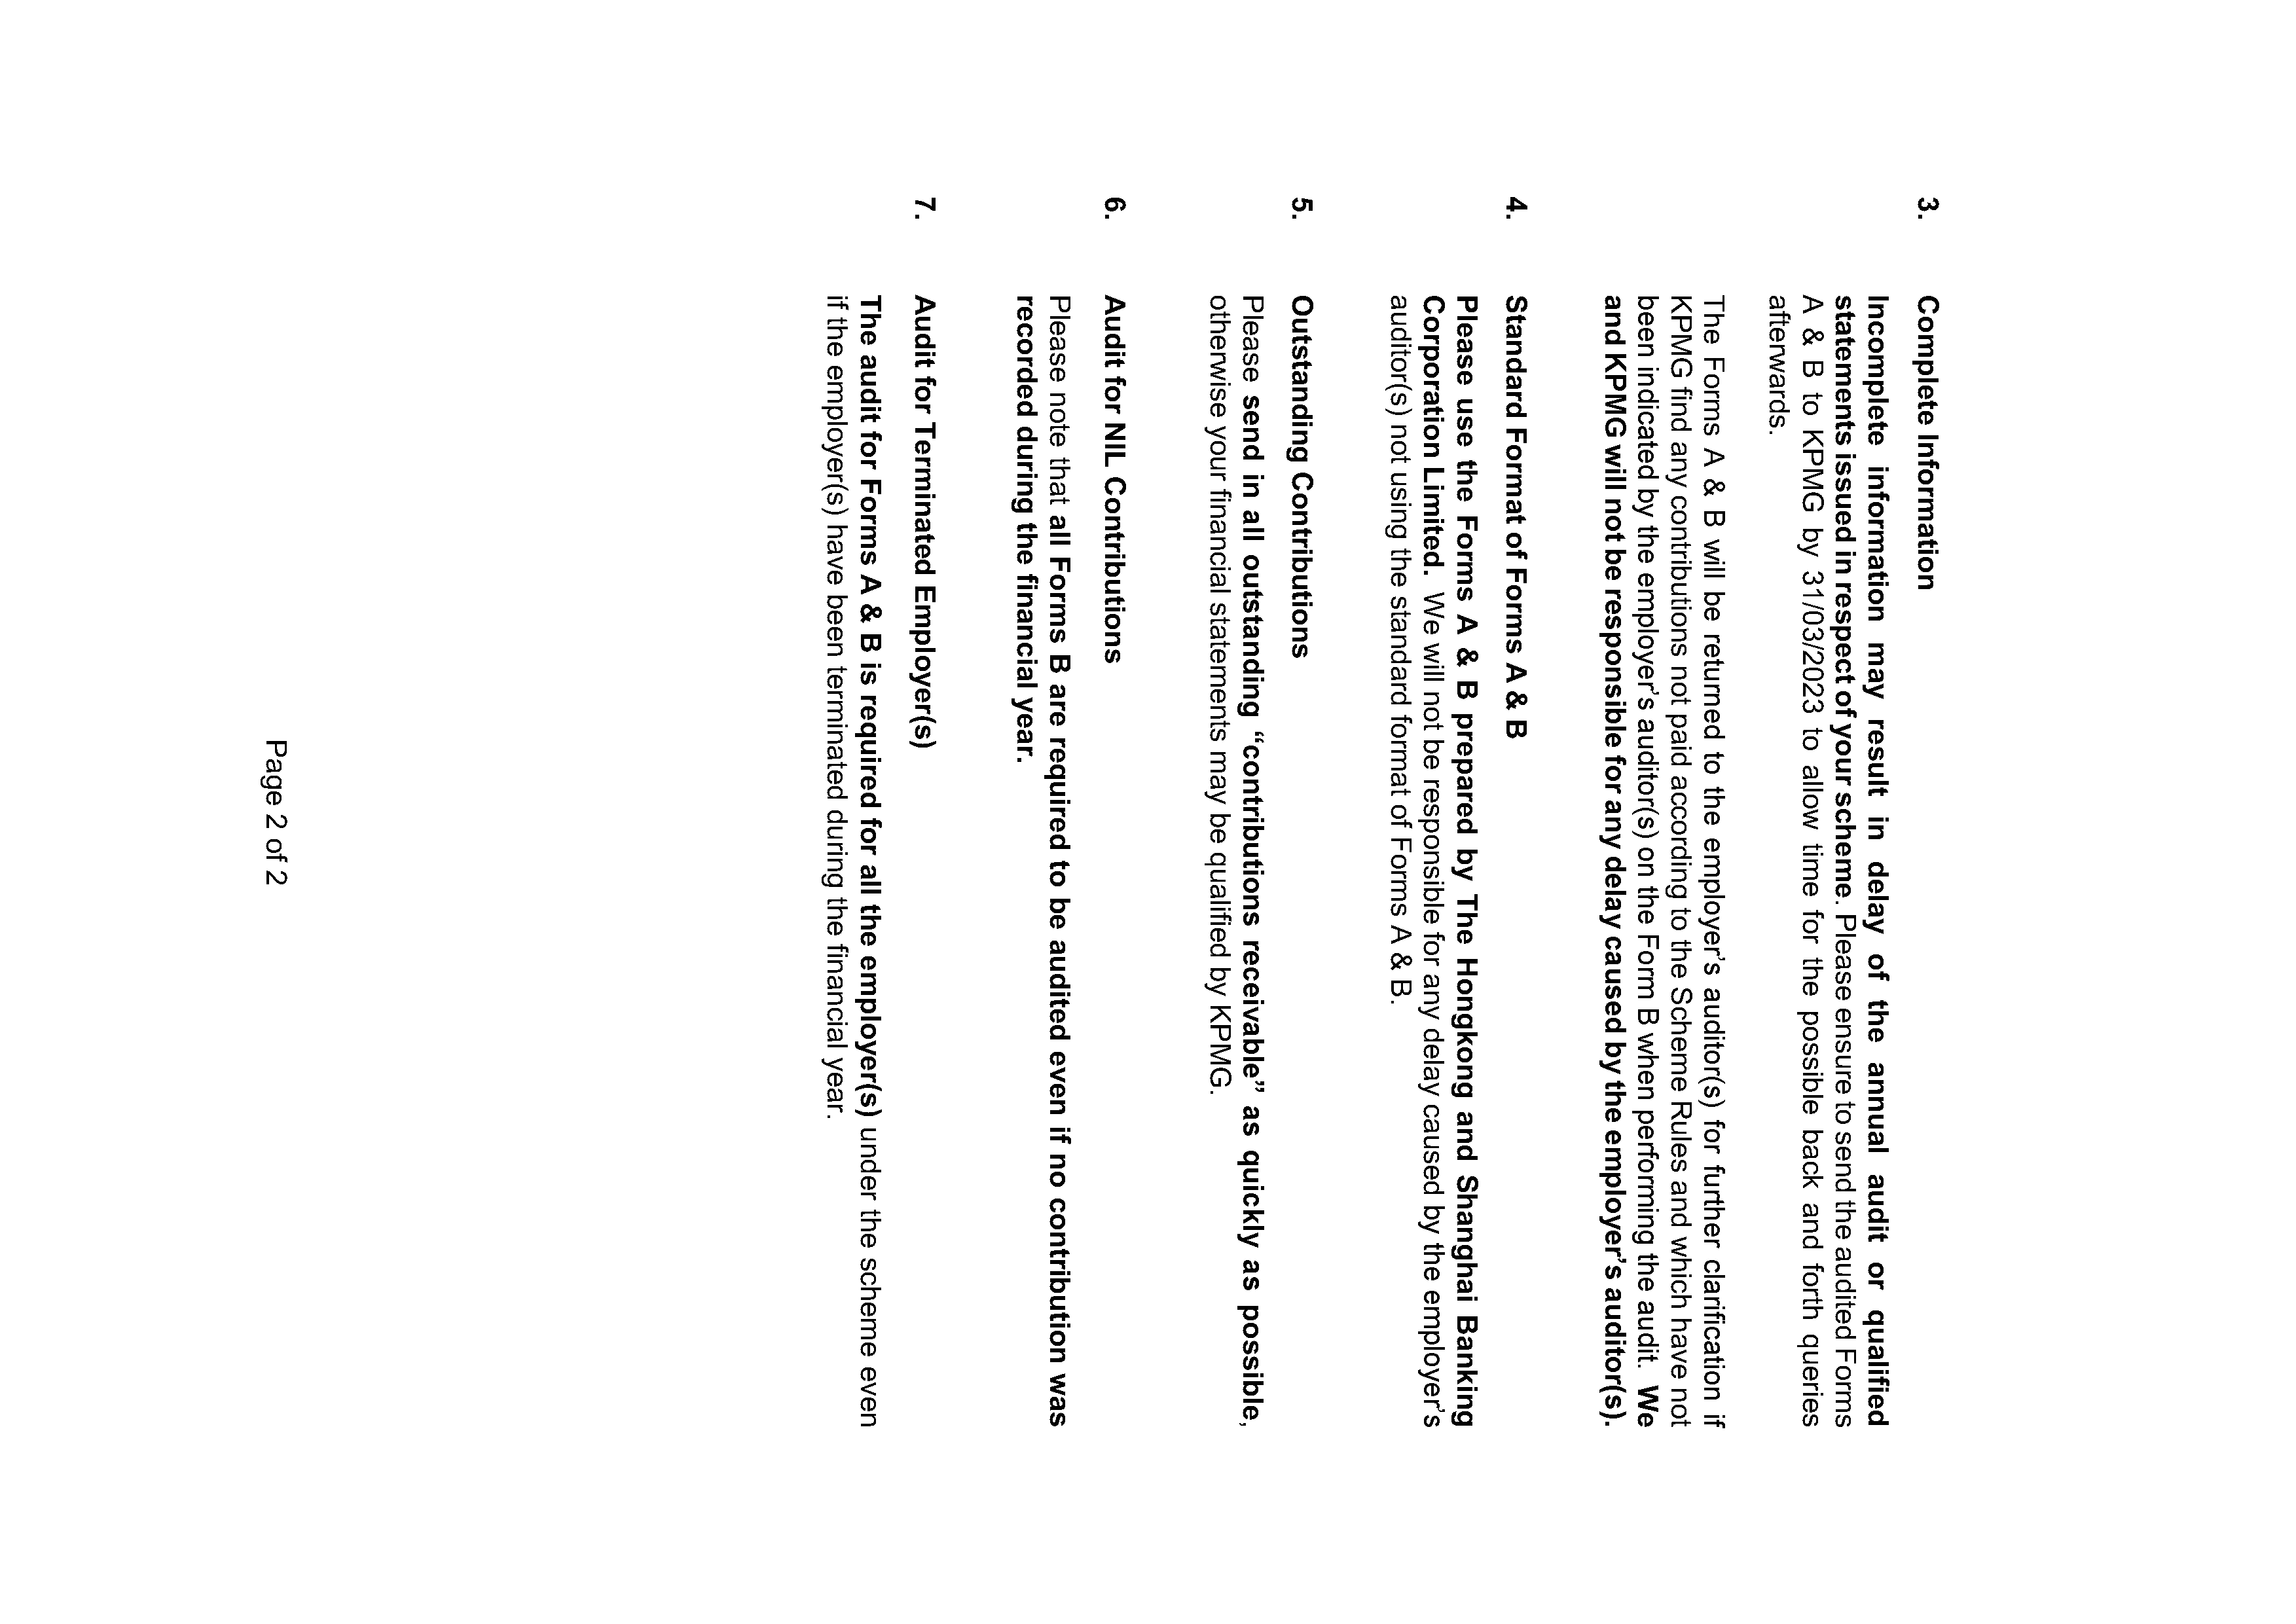 3. Complete Information
Incomplete information may result in delay of the annual audit or qualified
statements issued in respect of your scheme. Please ensure to send the audited Forms
A & B to KPMG by 31/03/2023 to allow time for the possible back and forth queries
afterwards.
The Forms A & B will be returned to the employer's auditor(s) for further clarification if
KPMG find any contributions not paid according to the Scheme Rules and which have not
been indicated by the employer's auditor(s) on the Form B when performing the audit. We
and KPMG will not be responsible for any delay caused by the employer's auditor(s).
4. Standard Format of Forms A & B
Please use the Forms A & B prepared by The Hongkong and Shanghai Banking
Corporation Limited. We will not be responsible for any delay caused by the employer's
auditor(s) not using the standard format of Forms A & B.
5. Outstanding Contributions
Please send in all outstanding “contributions receivable” as quickly as possible,
otherwise your financial statements may be qualified by KPMG.
6. Audit for NIL Contributions
Please note that all Forms B are required to be audited even if no contribution was
recorded during the financial year.
7. Audit for Terminated Employer(s)
The audit for Forms A & B is required for all the employer(s) under the scheme even
if the employer(s) have been terminated during the financial year.
Page 2 of 2